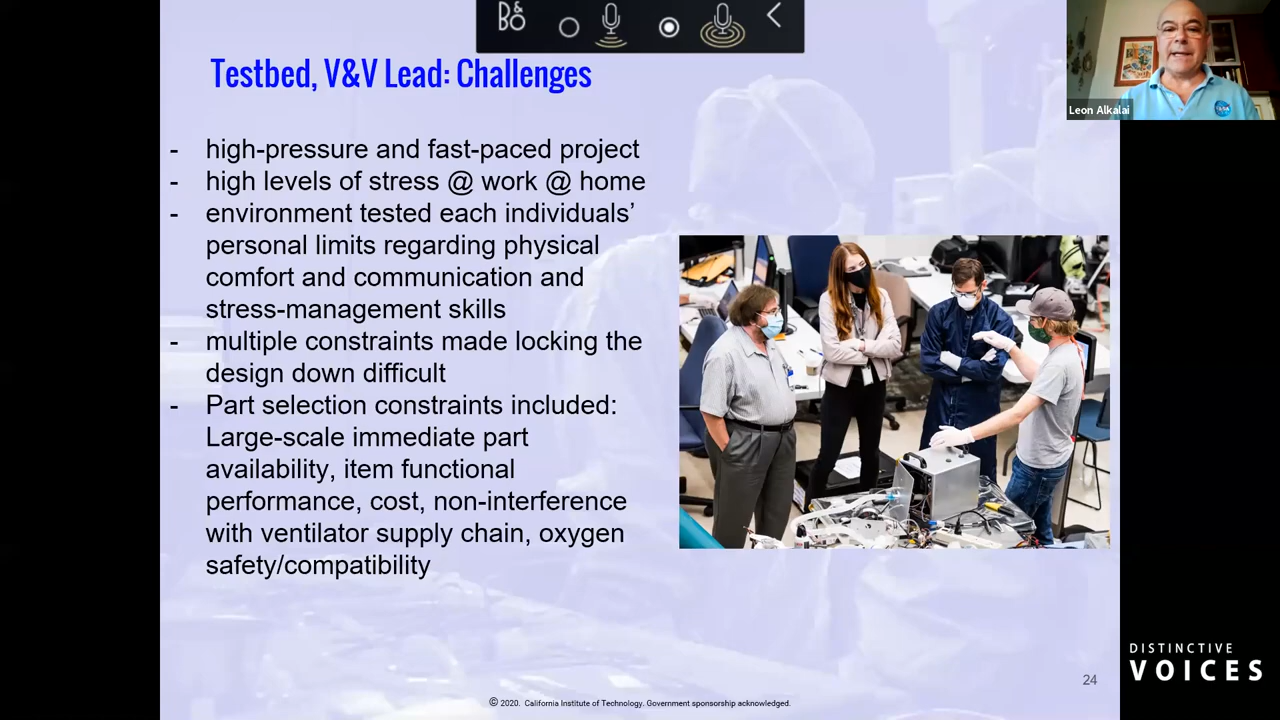 B&O
Testbed, V&V Lead: Challenges
Leon Alkalai
- high-pressure and fast-paced project
- high levels of stress @ work @ home
- environment tested each individuals’
personal limits regarding physical
comfort and communication and
stress-management skills
- multiple constraints made locking the
design down difficult
- Part selection constraints included:
Large-scale immediate part
availability, item functional
performance, cost, non-interference
with ventilator supply chain, oxygen
safety/compatibility
DISTINCTIVE
VOICES
24
© 2020. California Institute of Technology. Government sponsorship acknowledged.